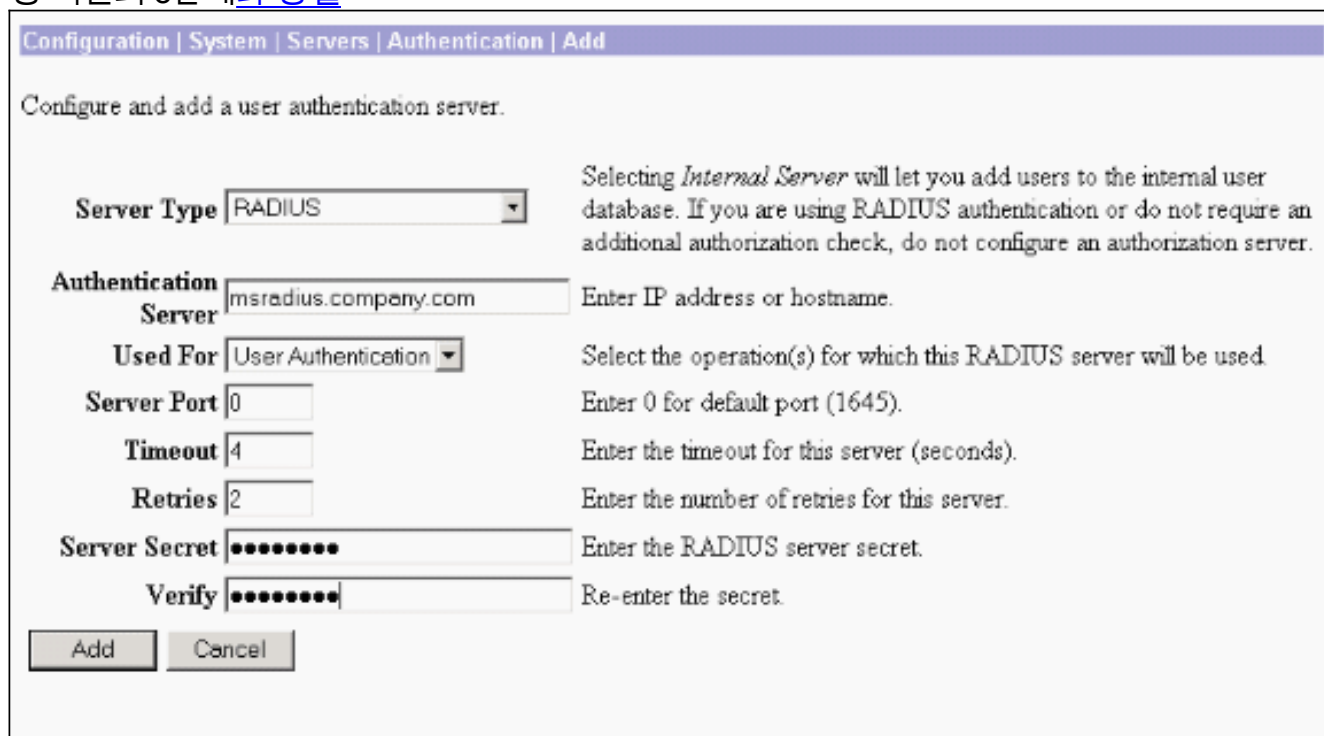 Configuration | System | Servers | Authentication | Add
Configure and add a user authentication server.
Server Type RADIUS
Selecting Internal Server will let you add users to the internal user
database. If you are using RADIUS authentication or do not require an
additional authorization check, do not configure an authorization server.
Authentication
Server
msradius.company.com
Enter IP address or hostname.
Used For User Authentication Select the operation(s) for which this RADIUS server will be used.
Server Port 0 Enter 0 for default port (1645).
Timeout 4 Enter the timeout for this server (seconds).
Retries 2 Enter the number of retries for this server.
Server Secret ●●●●●●●● Enter the RADIUS server secret.
Verify ●●●●●●●● Re-enter the secret.
Add Cancel